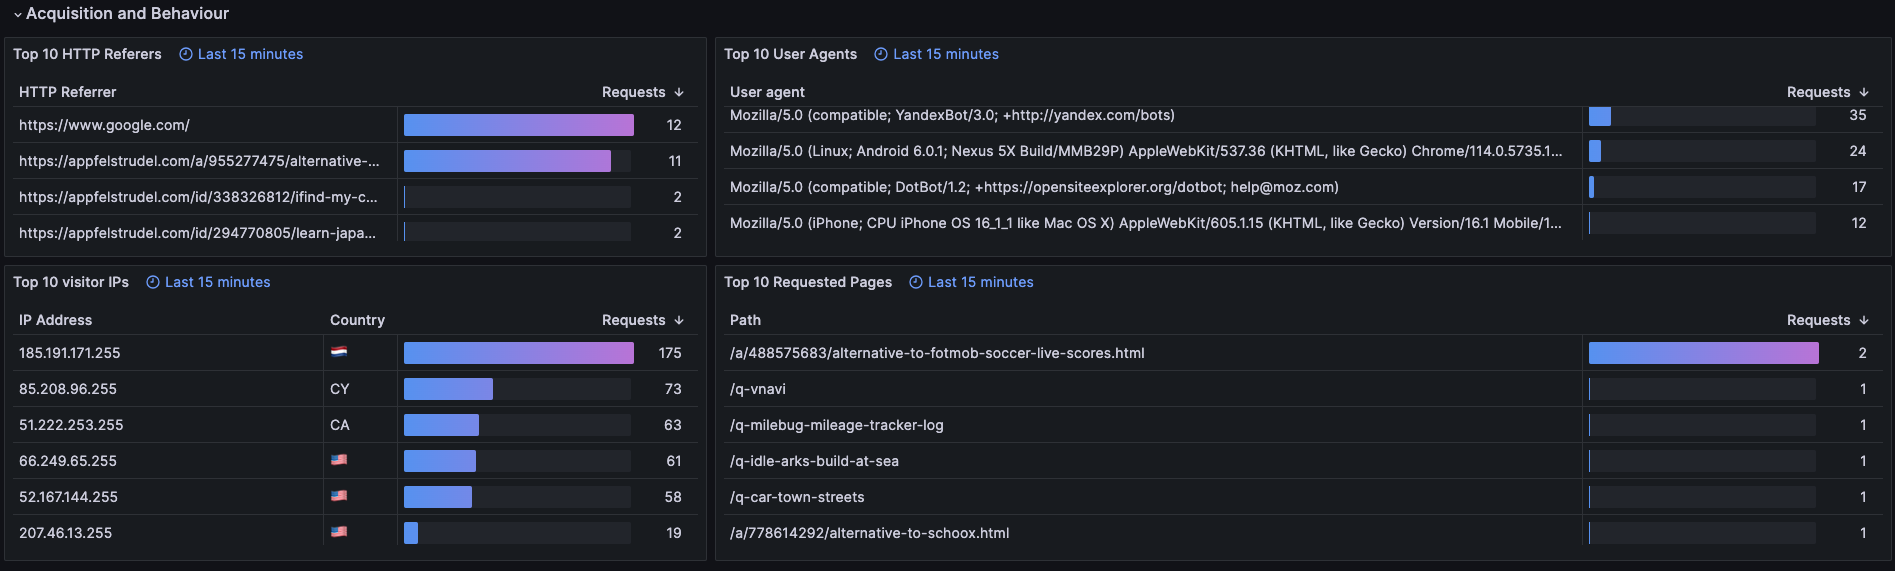 Acquisition and Behaviour
Top 10 HTTP Referers Last 15 minutes
HTTP Referrer Requests
https://www.google.com/ 12
https://appfelstrudel.com/a/955277475/alternative-... 11
https://appfelstrudel.com/id/338326812/ifind-my-c... 2
https://appfelstrudel.com/id/294770805/learn-japa... 2
Top 10 User Agents Last 15 minutes
User agent Requests
Mozilla/5.0 (compatible; YandexBot/3.0; +http://yandex.com/bots) 35
Mozilla/5.0 (Linux; Android 6.0.1; Nexus 5X Build/MMB29P) AppleWebKit/537.36 (KHTML, like Gecko) Chrome/114.0.5735.1... 24
Mozilla/5.0 (compatible; DotBot/1.2; +https://opensiteexplorer.org/dotbot; help@moz.com) 17
Mozilla/5.0 (iPhone; CPU iPhone OS 16_1_1 like Mac OS X) AppleWebKit/605.1.15 (KHTML, like Gecko) Version/16.1 Mobile/1... 12
Top 10 visitor IPs Last 15 minutes
IP Address Country Requests
185.191.171.255 175
85.208.96.255 CY 73
51.222.253.255 CA 63
66.249.65.255 61
52.167.144.255 58
207.46.13.255 19
Top 10 Requested Pages Last 15 minutes
Path Requests
/a/488575683/alternative-to-fotmob-soccer-live-scores.html 2
/q-vnavi 1
/q-milebug-mileage-tracker-log 1
/q-idle-arks-build-at-sea 1
/q-car-town-streets 1
/a/778614292/alternative-to-schoox.html 1